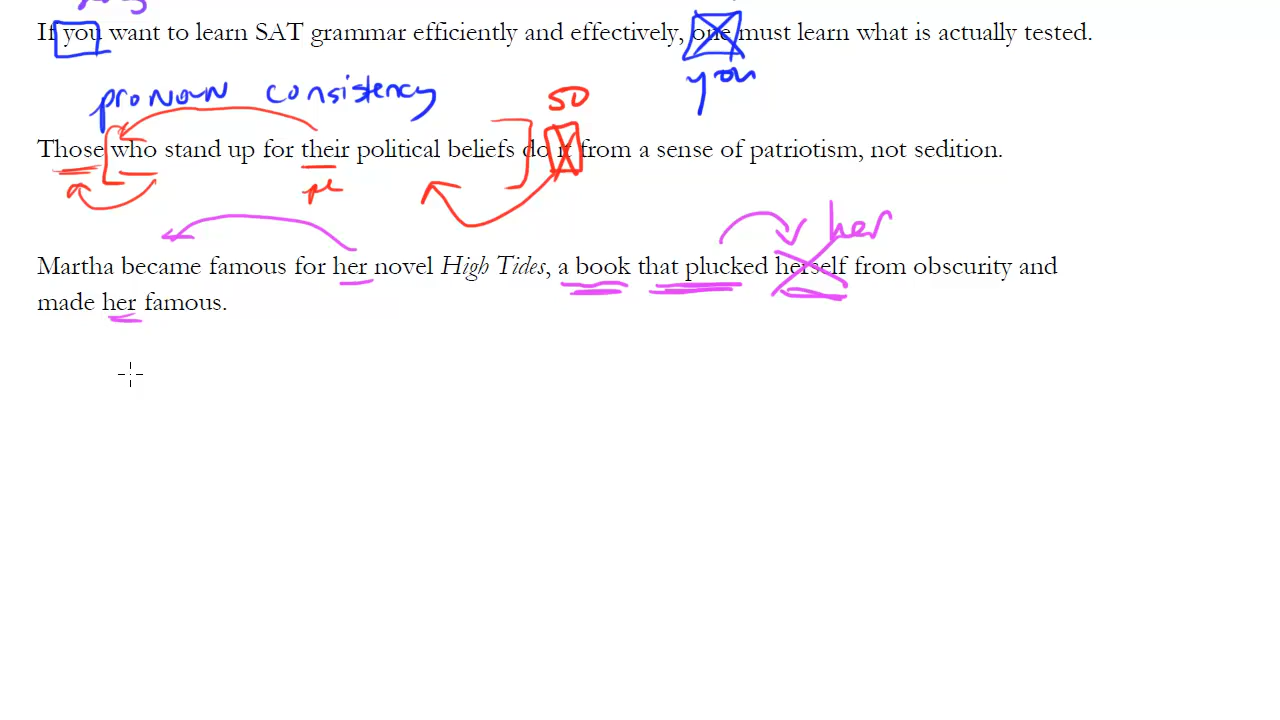 If you want to learn SAT grammar efficiently and effectively, one must learn what is actually tested.
you
pronoun consistency
so
Those who stand up for their political beliefs do it from a sense of patriotism, not sedition.
pl
her
Martha became famous for her novel High Tides, a book that plucked herself from obscurity and
made her famous.